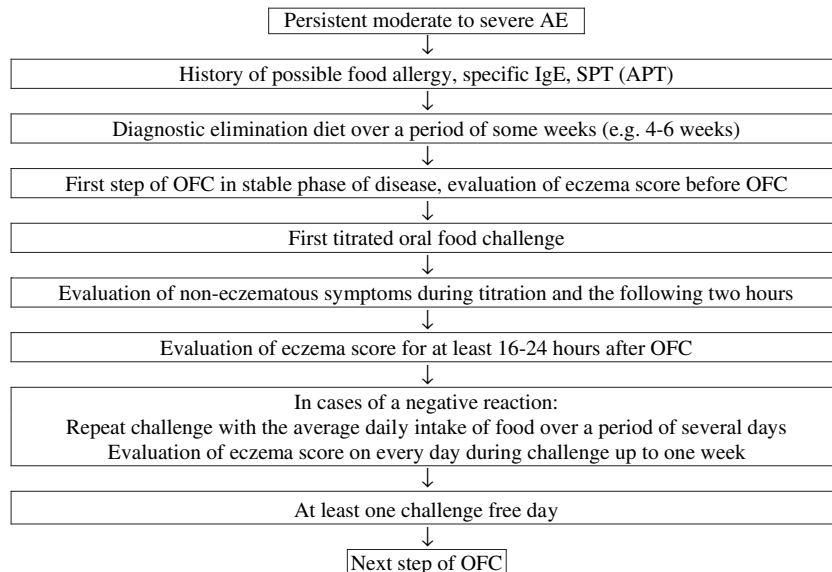 Persistent moderate to severe AE
History of possible food allergy, specific IgE, SPT (APT)
Diagnostic elimination diet over a period of some weeks (e.g. 4-6 weeks)
First step of OFC in stable phase of disease, evaluation of eczema score before OFC
First titrated oral food challenge
Evaluation of non-eczematous symptoms during titration and the following two hours
Evaluation of eczema score for at least 16-24 hours after OFC
In cases of a negative reaction:
Repeat challenge with the average daily intake of food over a period of several days
Evaluation of eczema score on every day during challenge up to one week
At least one challenge free day
Next step of OFC